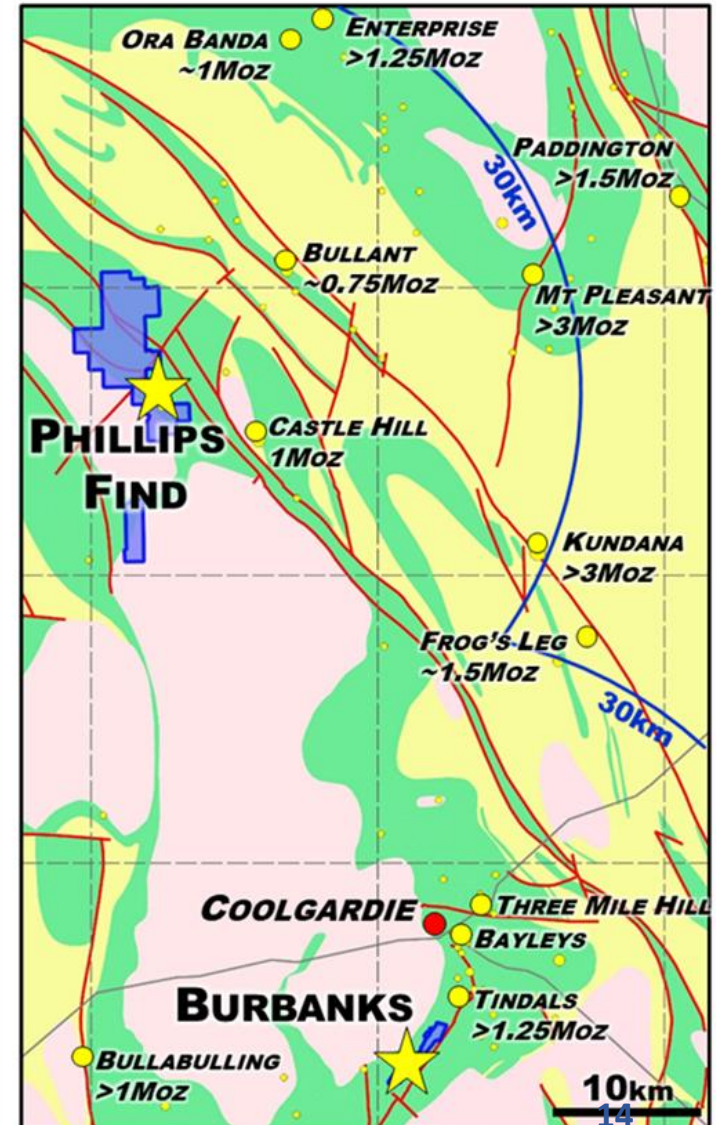 ENTERPRISE
>1.25MOZ
ORA BANDA
~1MOZ
PADDINGTON
>1.5MOZ
30km
BULLANT
~0.75MOZ
MT PLEASANT
>3MOZ
CASTLE HILL
1MOZ
PHILLIPS
FIND
KUNDANA
>3MOZ
FROG'S LEG
~1.5MOZ
30km
COOLGARDIE
THREE MILE HILL
BAYLEYS
BURBANKS
TINDALS
>1.25MOZ
BULLABULLING
>1MOZ
10km
14